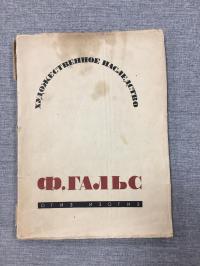 ХУДОЖЕСТВЕННОЕ НАСЛЕДСТВО
Ф. ГАЛЬС
ОГИЗ ИЗОГИЗ